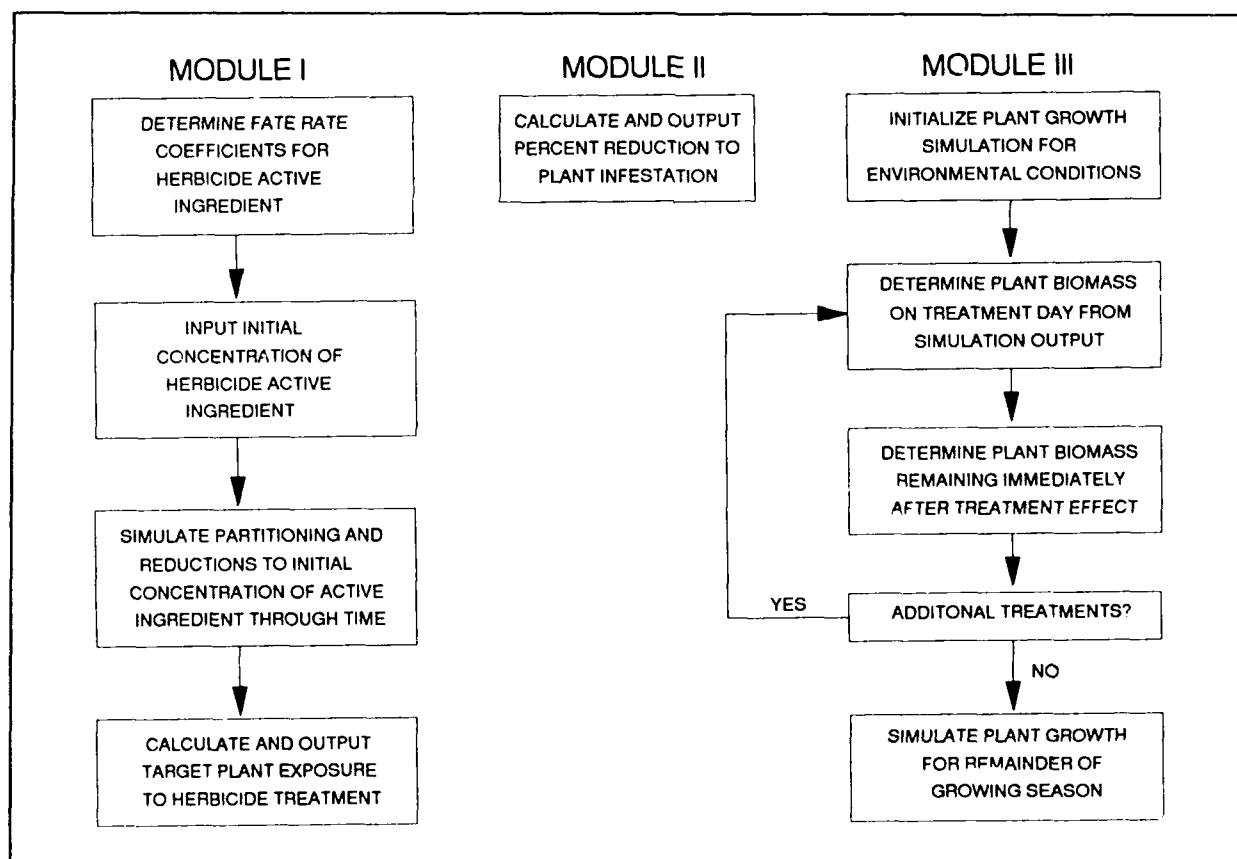 MODULE I
DETERMINE FATE RATE
COEFFICIENTS FOR
HERBICIDE ACTIVE
INGREDIENT
INPUT INITIAL
CONCENTRATION OF
HERBICIDE ACTIVE
INGREDIENT
SIMULATE PARTITIONING AND
REDUCTIONS TO INITIAL
CONCENTRATION OF ACTIVE
INGREDIENT THROUGH TIME
CALCULATE AND OUTPUT
TARGET PLANT EXPOSURE
TO HERBICIDE TREATMENT
MODULE II
CALCULATE AND OUTPUT
PERCENT REDUCTION TO
PLANT INFESTATION
MODULE III
INITIALIZE PLANT GROWTH
SIMULATION FOR
ENVIRONMENTAL CONDITIONS
DETERMINE PLANT BIOMASS
ON TREATMENT DAY FROM
SIMULATION OUTPUT
DETERMINE PLANT BIOMASS
REMAINING IMMEDIATELY
AFTER TREATMENT EFFECT
YES
ADDITONAL TREATMENTS?
NO
SIMULATE PLANT GROWTH
FOR REMAINDER OF
GROWING SEASON